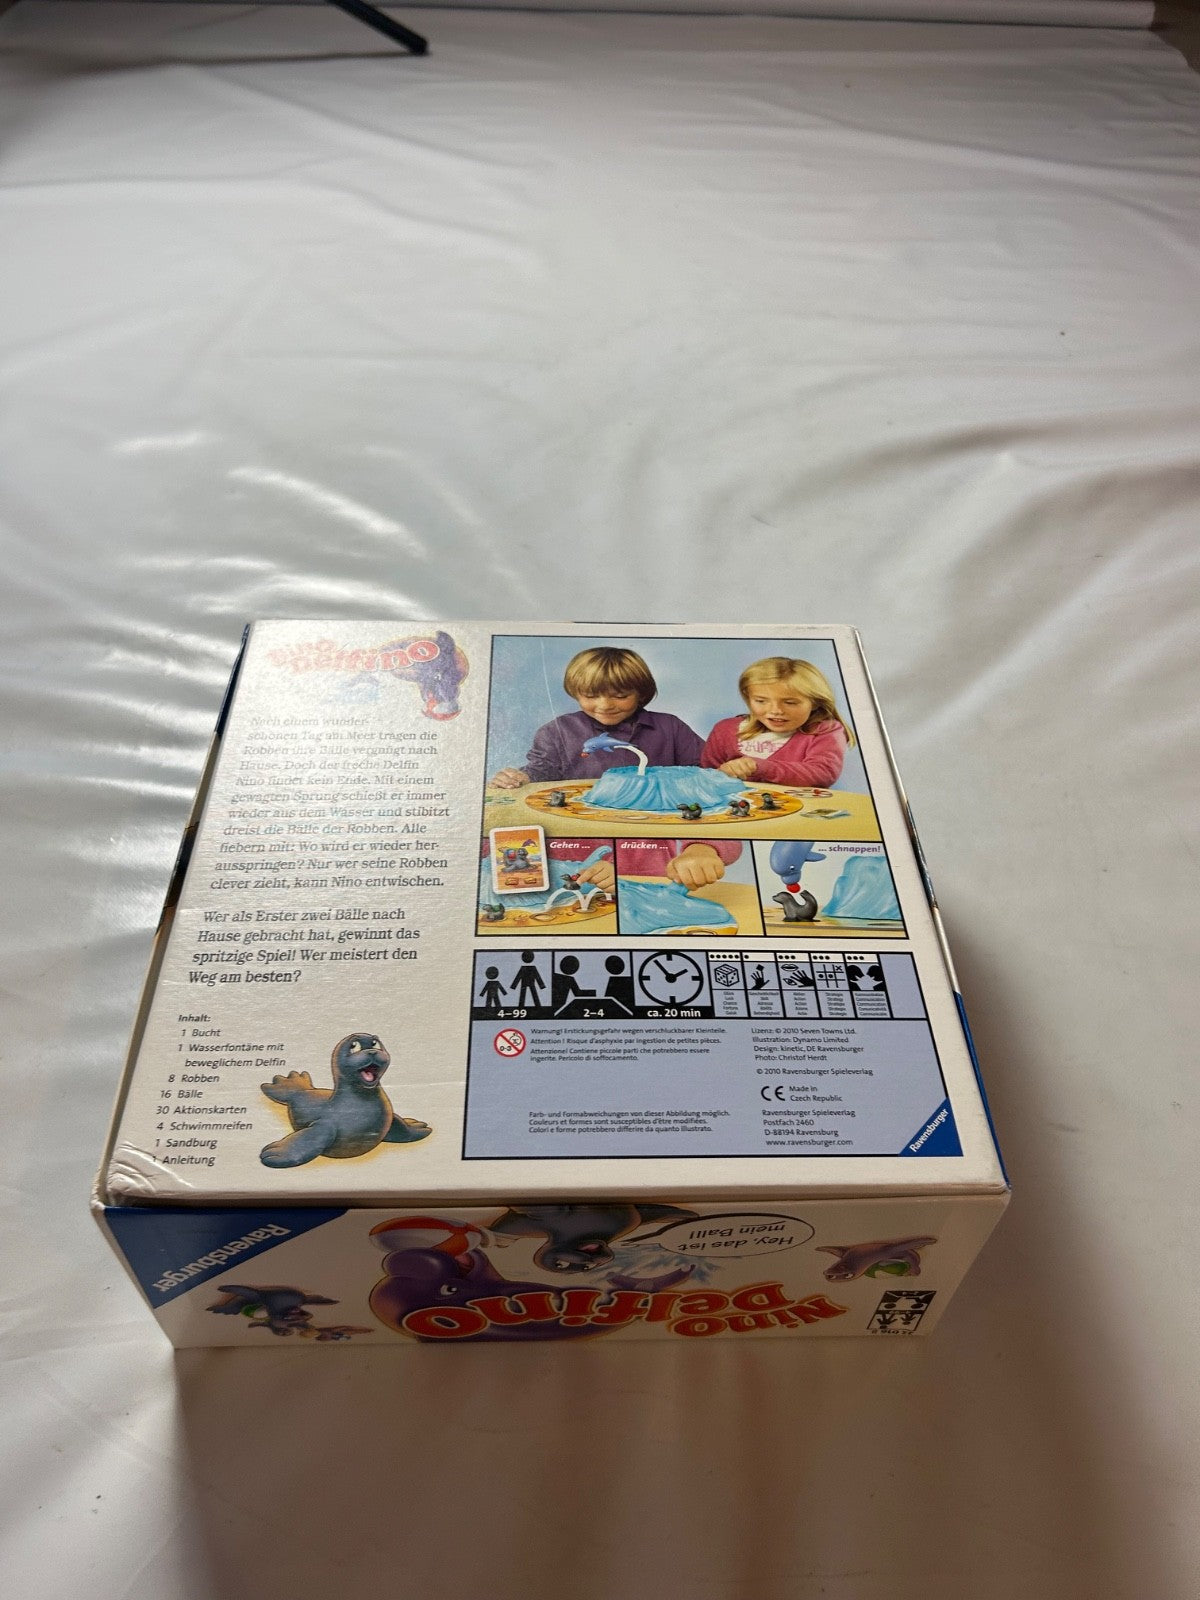 Nino
Delfino
Nach einem wunder-
schönen Tag am Meer tragen die
Robben ihre Bälle vergnügt nach
Hause. Doch der freche Delfin
Nino findet kein Ende. Mit einem
gewagten Sprung schießt er immer
wieder aus dem Wasser und stibitzt
dreist die Bälle der Robben. Alle
fiebern mit: Wo wird er wieder her-
ausspringen? Nur wer seine Robben
clever zieht, kann Nino entwischen.
Wer als Erster zwei Bälle nach
Hause gebracht hat, gewinnt das
spritzige Spiel! Wer meistert den
Weg am besten?
Inhalt:
1 Bucht
1 Wasserfontäne mit
beweglichem Delfin
8 Robben
16 Bälle
30 Aktionskarten
4 Schwimmreifen
1 Sandburg
1 Anleitung
Gehen ...
drücken ...
... schnappen!
4–99
2–4
ca. 20 min
Warnung! Erstickungsgefahr wegen verschluckbarer Kleinteile.
Attention ! Risque d'asphyxie par ingestion de petites pièces.
Attenzione! Contiene piccole parti che potrebbero essere
ingerite. Pericolo di soffocamento.
Farb- und Formabweichungen von dieser Abbildung möglich.
Couleurs et formes sont susceptibles d'être modifiées.
Colori e forme potrebbero differire da quanto illustrato.
Lizenz: © 2010 Seven Towns Ltd.
Illustration: Dynamo Limited
Design: kinetic, DE Ravensburger
Photo: Christof Herdt
© 2010 Ravensburger Spieleverlag
CE Made in
Czech Republic
Ravensburger Spieleverlag
Postfach 2460
D-88194 Ravensburg
www.ravensburger.com
Ravensburger
Ravensburger
Hey, das ist
mein Ball!
Nino
Delfino